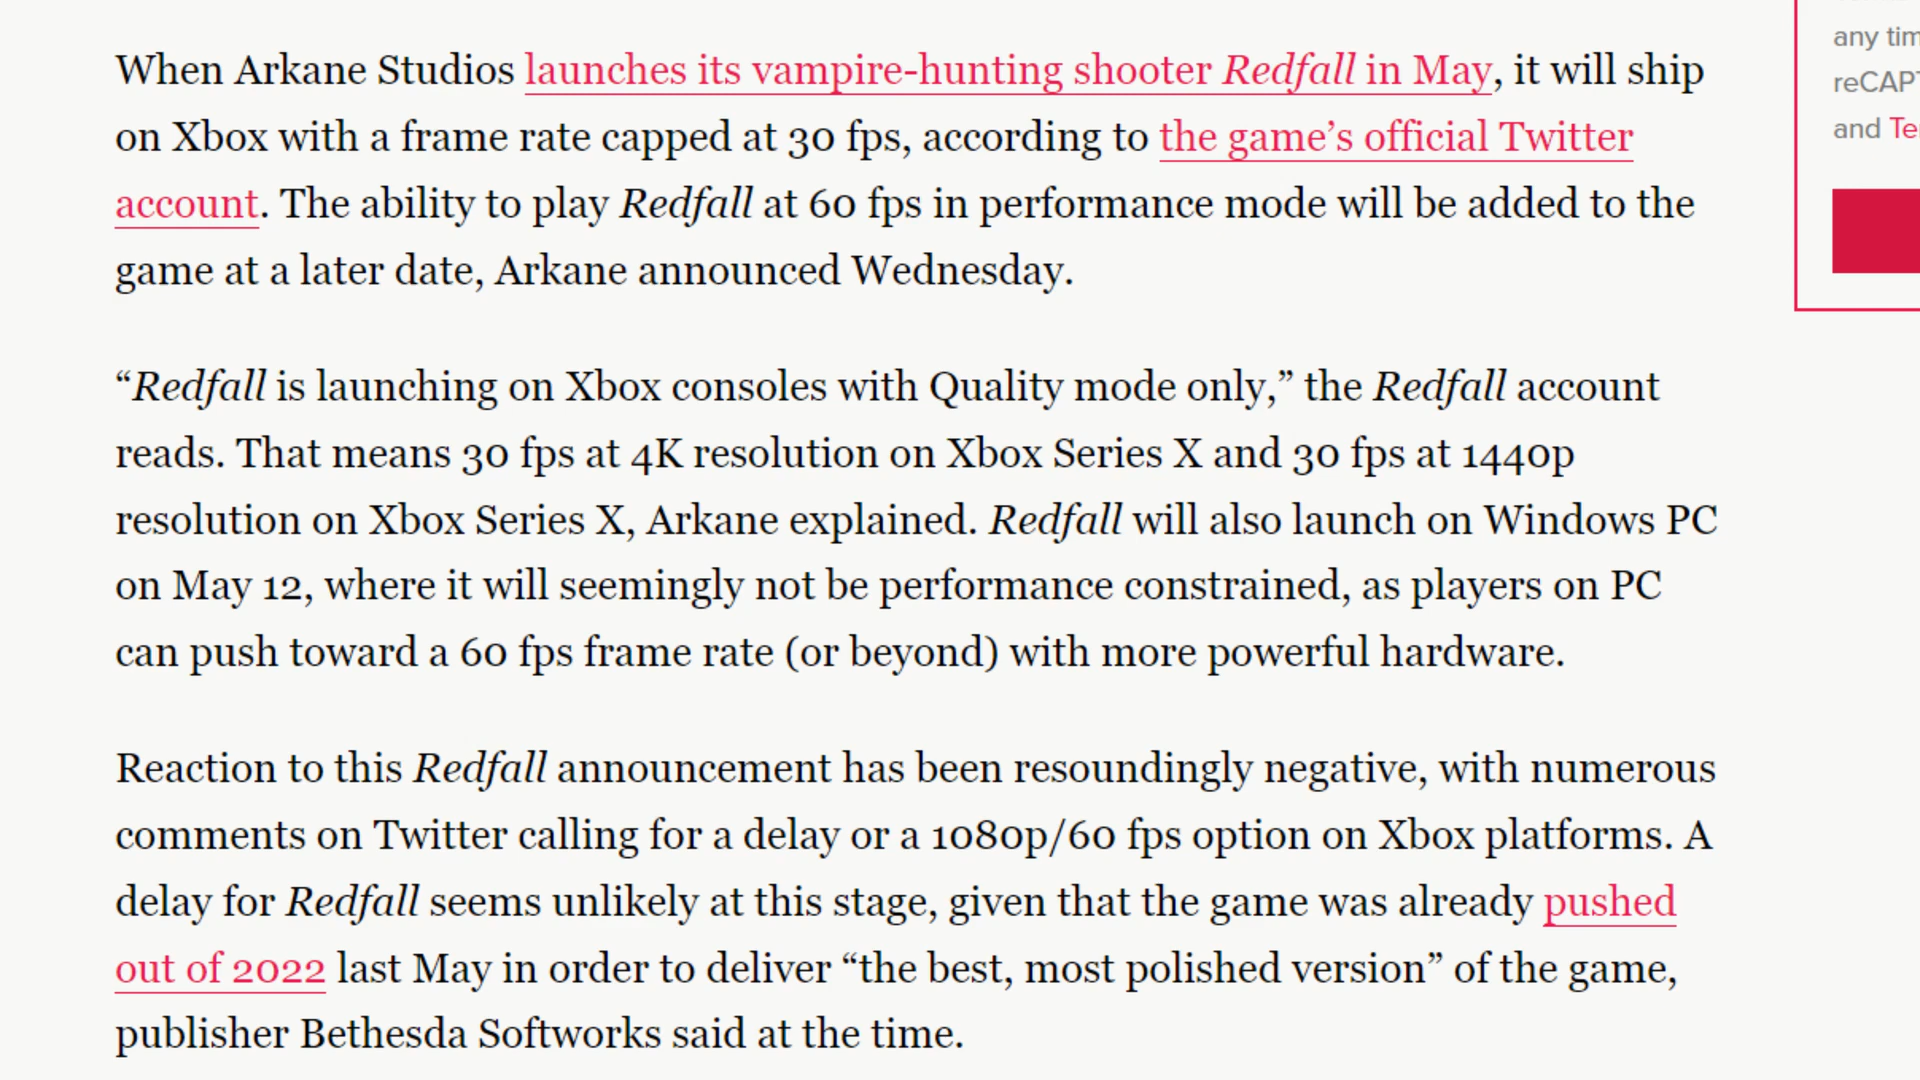 When Arkane Studios launches its vampire-hunting shooter Redfall in May, it will ship
on Xbox with a frame rate capped at 30 fps, according to the game’s official Twitter
account. The ability to play Redfall at 60 fps in performance mode will be added to the
game at a later date, Arkane announced Wednesday.
“Redfall is launching on Xbox consoles with Quality mode only,” the Redfall account
reads. That means 30 fps at 4K resolution on Xbox Series X and 30 fps at 1440p
resolution on Xbox Series X, Arkane explained. Redfall will also launch on Windows PC
on May 12, where it will seemingly not be performance constrained, as players on PC
can push toward a 60 fps frame rate (or beyond) with more powerful hardware.
Reaction to this Redfall announcement has been resoundingly negative, with numerous
comments on Twitter calling for a delay or a 1080p/60 fps option on Xbox platforms. A
delay for Redfall seems unlikely at this stage, given that the game was already pushed
out of 2022 last May in order to deliver “the best, most polished version” of the game,
publisher Bethesda Softworks said at the time.
any tim
reCAPT
and Te